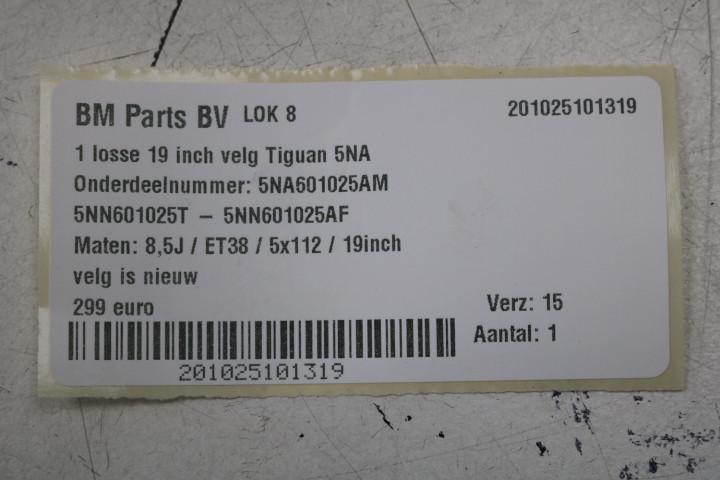 BM Parts BV LOK 8 201025101319
1 losse 19 inch velg Tiguan 5NA
Onderdeelnummer: 5NA601025AM
5NN601025T – 5NN601025AF
Maten: 8,5J / ET38 / 5x112 / 19inch
velg is nieuw
299 euro Verz: 15
Aantal: 1
201025101319